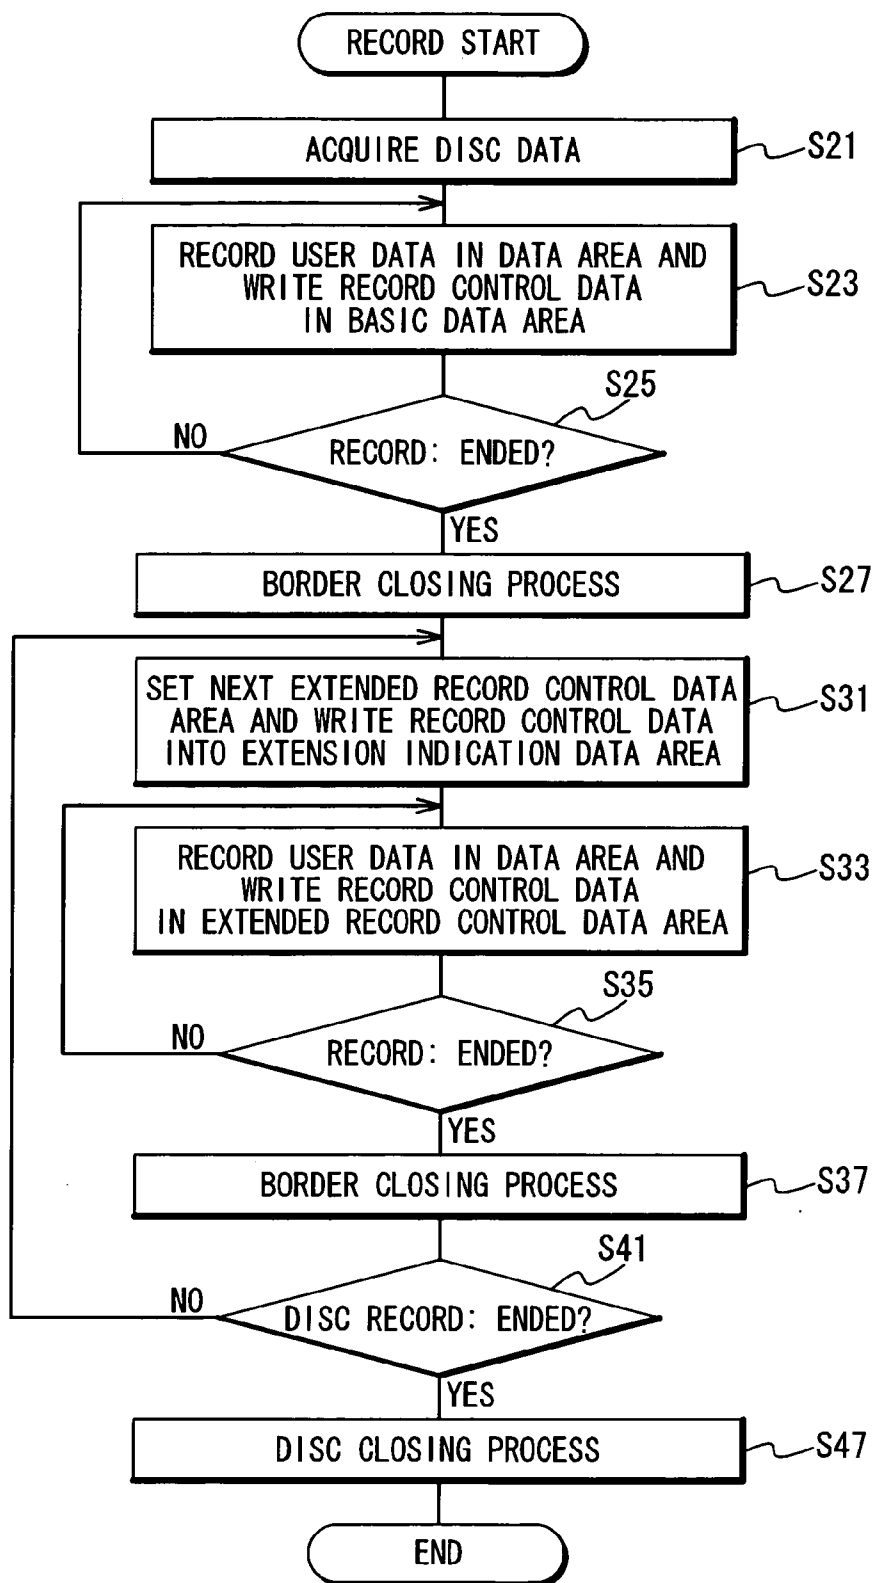 RECORD START
ACQUIRE DISC DATA
S21
RECORD USER DATA IN DATA AREA AND
WRITE RECORD CONTROL DATA
IN BASIC DATA AREA
S23
S25
NO
RECORD: ENDED?
YES
BORDER CLOSING PROCESS
S27
SET NEXT EXTENDED RECORD CONTROL DATA
AREA AND WRITE RECORD CONTROL DATA
INTO EXTENSION INDICATION DATA AREA
S31
RECORD USER DATA IN DATA AREA AND
WRITE RECORD CONTROL DATA
IN EXTENDED RECORD CONTROL DATA AREA
S33
S35
NO
RECORD: ENDED?
YES
BORDER CLOSING PROCESS
S37
S41
NO
DISC RECORD: ENDED?
YES
DISC CLOSING PROCESS
S47
END